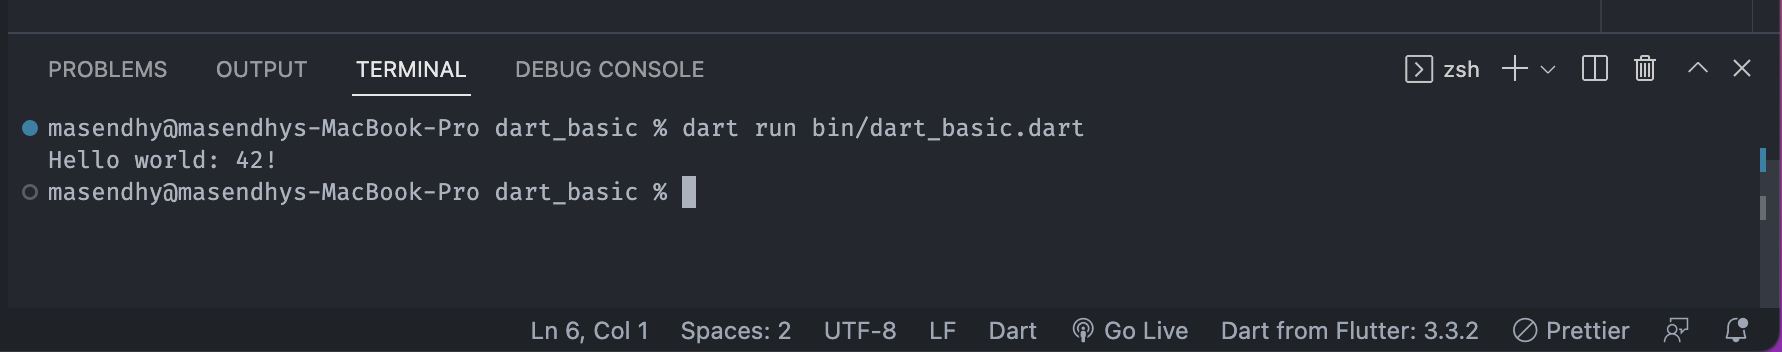 PROBLEMS OUTPUT TERMINAL DEBUG CONSOLE zsh
masendhy@masendhys-MacBook-Pro dart_basic % dart run bin/dart_basic.dart
Hello world: 42!
masendhy@masendhys-MacBook-Pro dart_basic %
Ln 6, Col 1 Spaces: 2 UTF-8 LF Dart Go Live Dart from Flutter: 3.3.2 Prettier